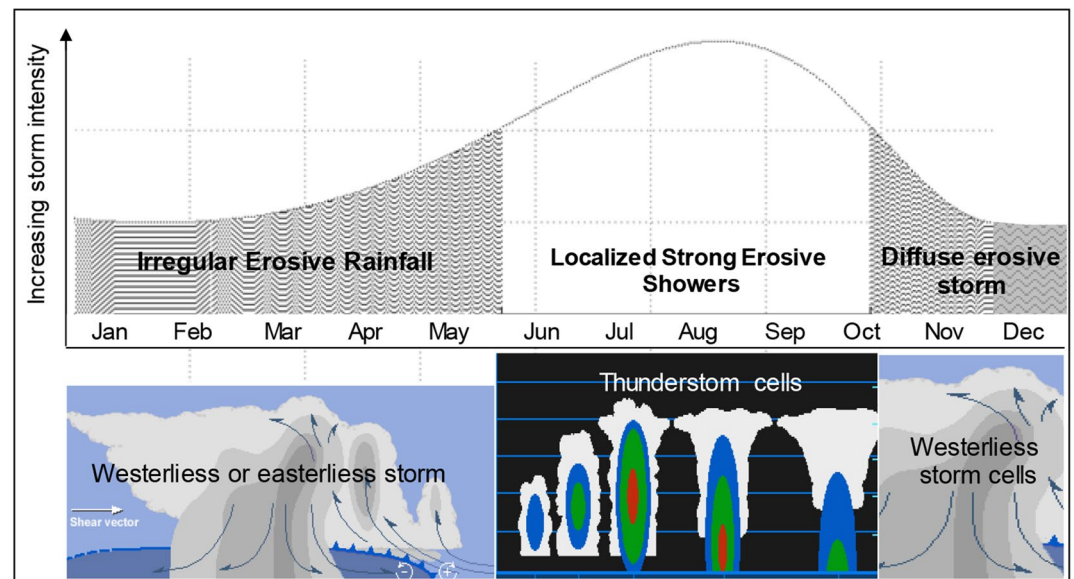 Increasing storm intensity
Irregular Erosive Rainfall
Localized Strong Erosive
Showers
Diffuse erosive
storm
Jan Feb Mar Apr May Jun Jul Aug Sep Oct Nov Dec
Westerliess or easterliess storm
Shear vector
- +
Thunderstom cells
Westerliess
storm cells